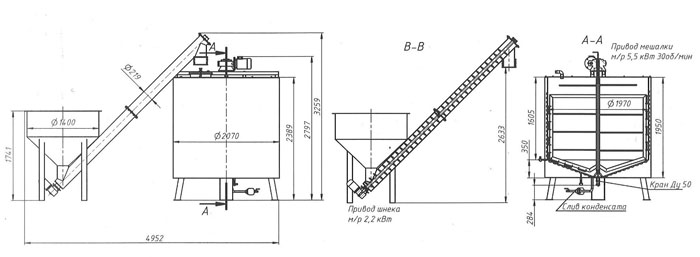 A
Ø219
Ø1400
Ø2070
1741
2389
2797
3259
A
4952
В-В
2633
Привод шнека
м/р 2,2 кВт
А-А
Привод мешалки
м/р 5,5 кВт 30об/мин
Ø1970
1605
350
1950
284
Кран Ду 50
Слив конденсата